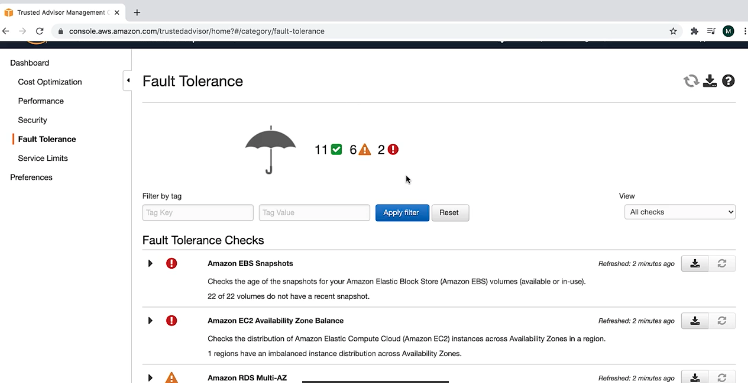 Trusted Advisor Management C
console.aws.amazon.com/trustedadvisor/home?#/category/fault-tolerance
M
Dashboard
Cost Optimization
Performance
Security
Fault Tolerance
Service Limits
Preferences
Fault Tolerance
11 6 2
Filter by tag
View
Tag Key
Tag Value
Apply filter
Reset
All checks
Fault Tolerance Checks
Amazon EBS Snapshots
Refreshed: 2 minutes ago
Checks the age of the snapshots for your Amazon Elastic Block Store (Amazon EBS) volumes (available or in-use).
22 of 22 volumes do not have a recent snapshot.
Amazon EC2 Availability Zone Balance
Refreshed: 2 minutes ago
Checks the distribution of Amazon Elastic Compute Cloud (Amazon EC2) instances across Availability Zones in a region.
1 regions have an imbalanced instance distribution across Availability Zones.
Amazon RDS Multi-AZ
Refreshed: 2 minutes ago